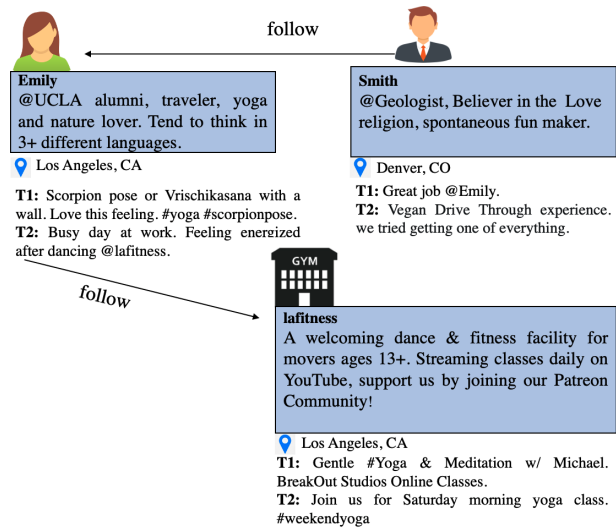 follow
Emily
@UCLA alumni, traveler, yoga
and nature lover. Tend to think in
3+ different languages.
Los Angeles, CA
T1: Scorpion pose or Vrischikasana with a
wall. Love this feeling. #yoga #scorpionpose.
T2: Busy day at work. Feeling energized
after dancing @lafitness.
Smith
@Geologist, Believer in the Love
religion, spontaneous fun maker.
Denver, CO
T1: Great job @Emily.
T2: Vegan Drive Through experience.
we tried getting one of everything.
follow
GYM
lafitness
A welcoming dance & fitness facility for
movers ages 13+. Streaming classes daily on
YouTube, support us by joining our Patreon
Community!
Los Angeles, CA
T1: Gentle #Yoga & Meditation w/ Michael.
BreakOut Studios Online Classes.
T2: Join us for Saturday morning yoga class.
#weekendyoga